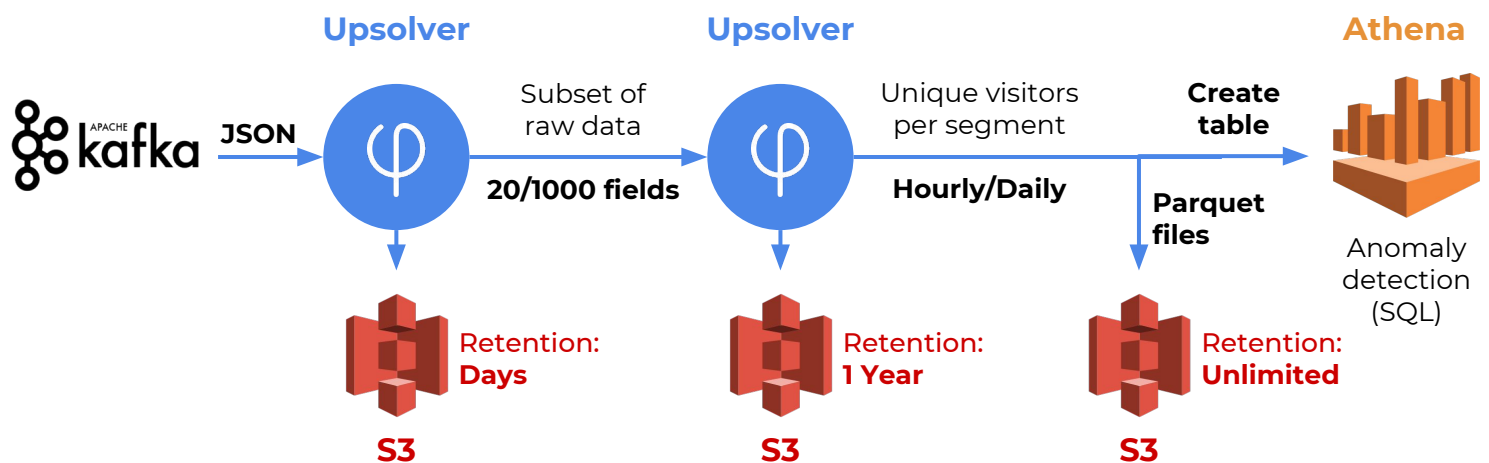 Upsolver
Upsolver
Athena
APACHE
kafka
JSON
Subset of
raw data
20/1000 fields
Unique visitors
per segment
Hourly/Daily
Create
table
Parquet
files
Anomaly
detection
(SQL)
Retention:
Days
S3
Retention:
1 Year
S3
Retention:
Unlimited
S3